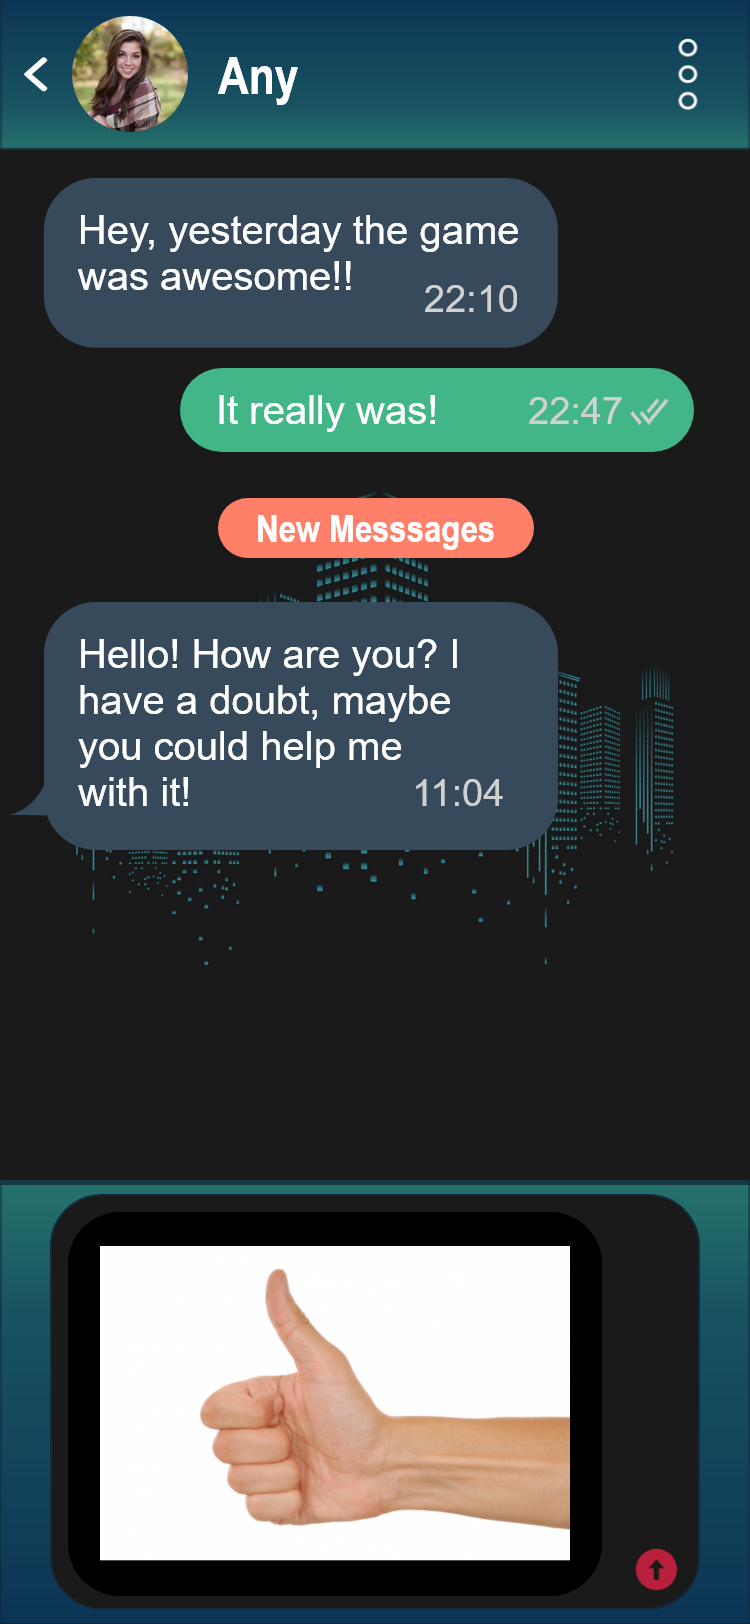 Any
Hey, yesterday the game
was awesome!!
22:10
It really was!
22:47
New Messsages
Hello! How are you? I
have a doubt, maybe
you could help me
with it!
11:04